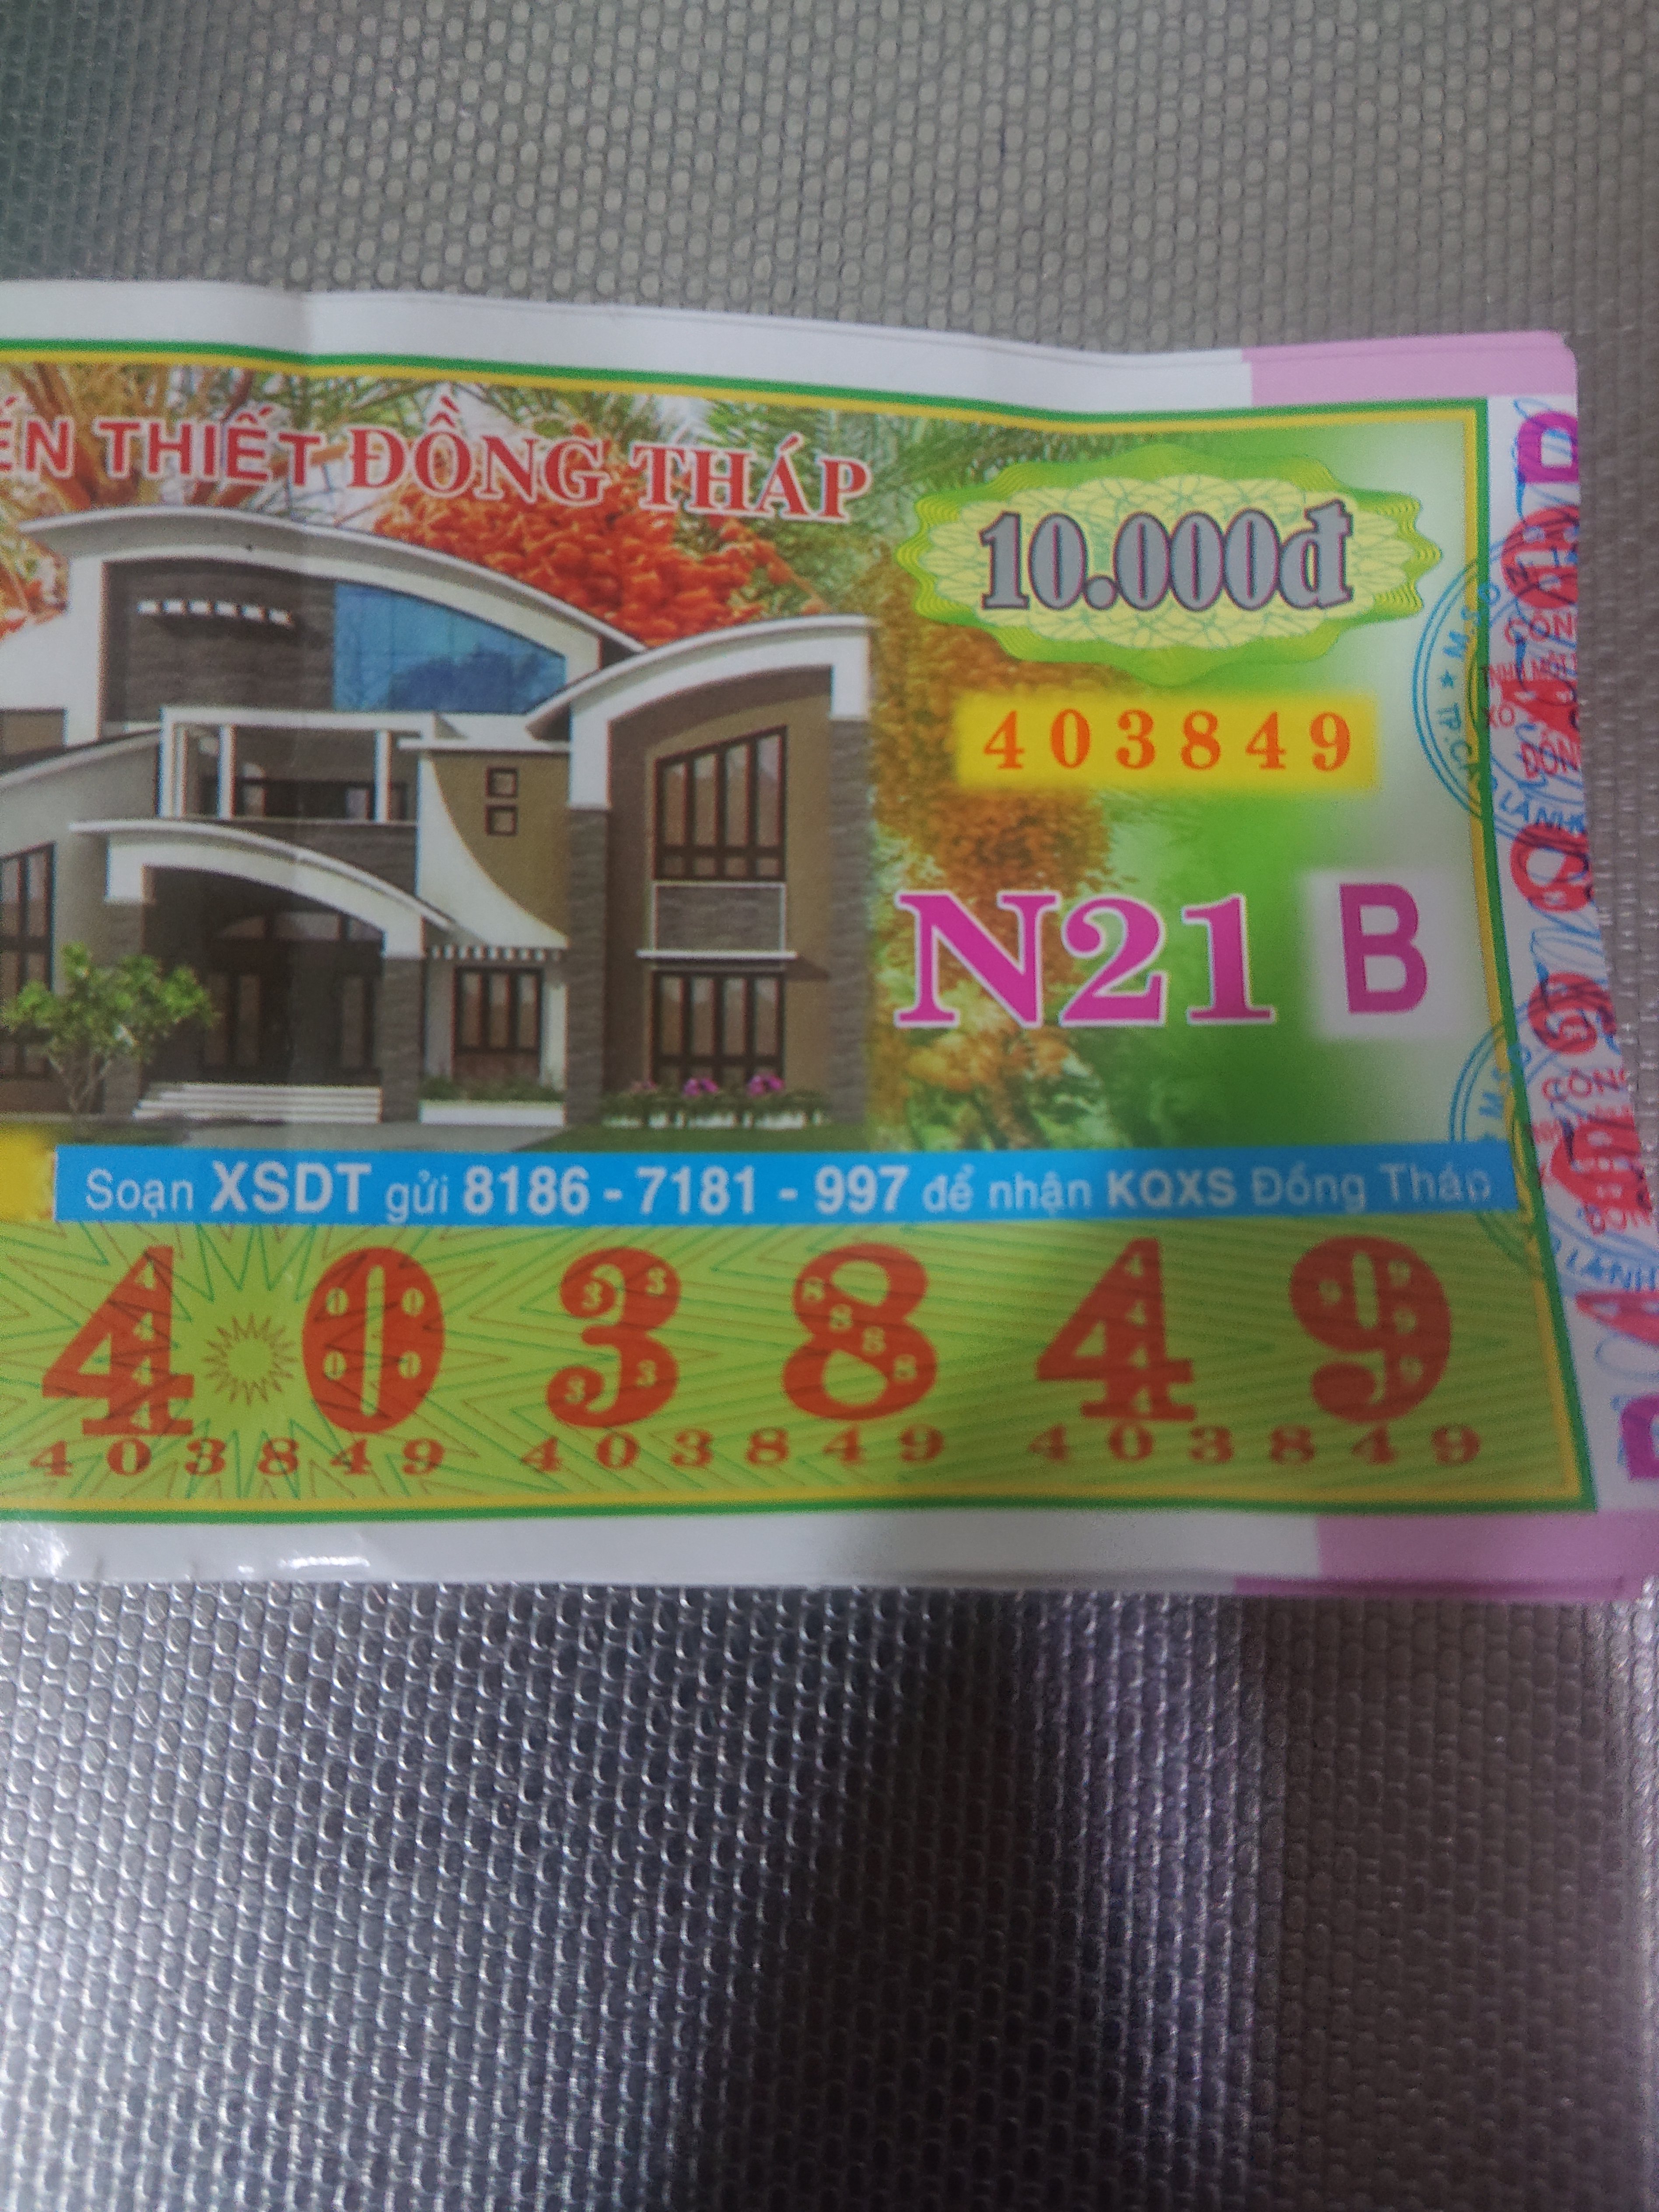 ẾN THIẾT ĐỒNG THÁP
10.000đ
403849
N21 B
Soạn XSDT gửi 8186 - 7181 - 997 để nhận KQXS Đồng Tháp
4 0 3 8 4 9
403849 403849 403849